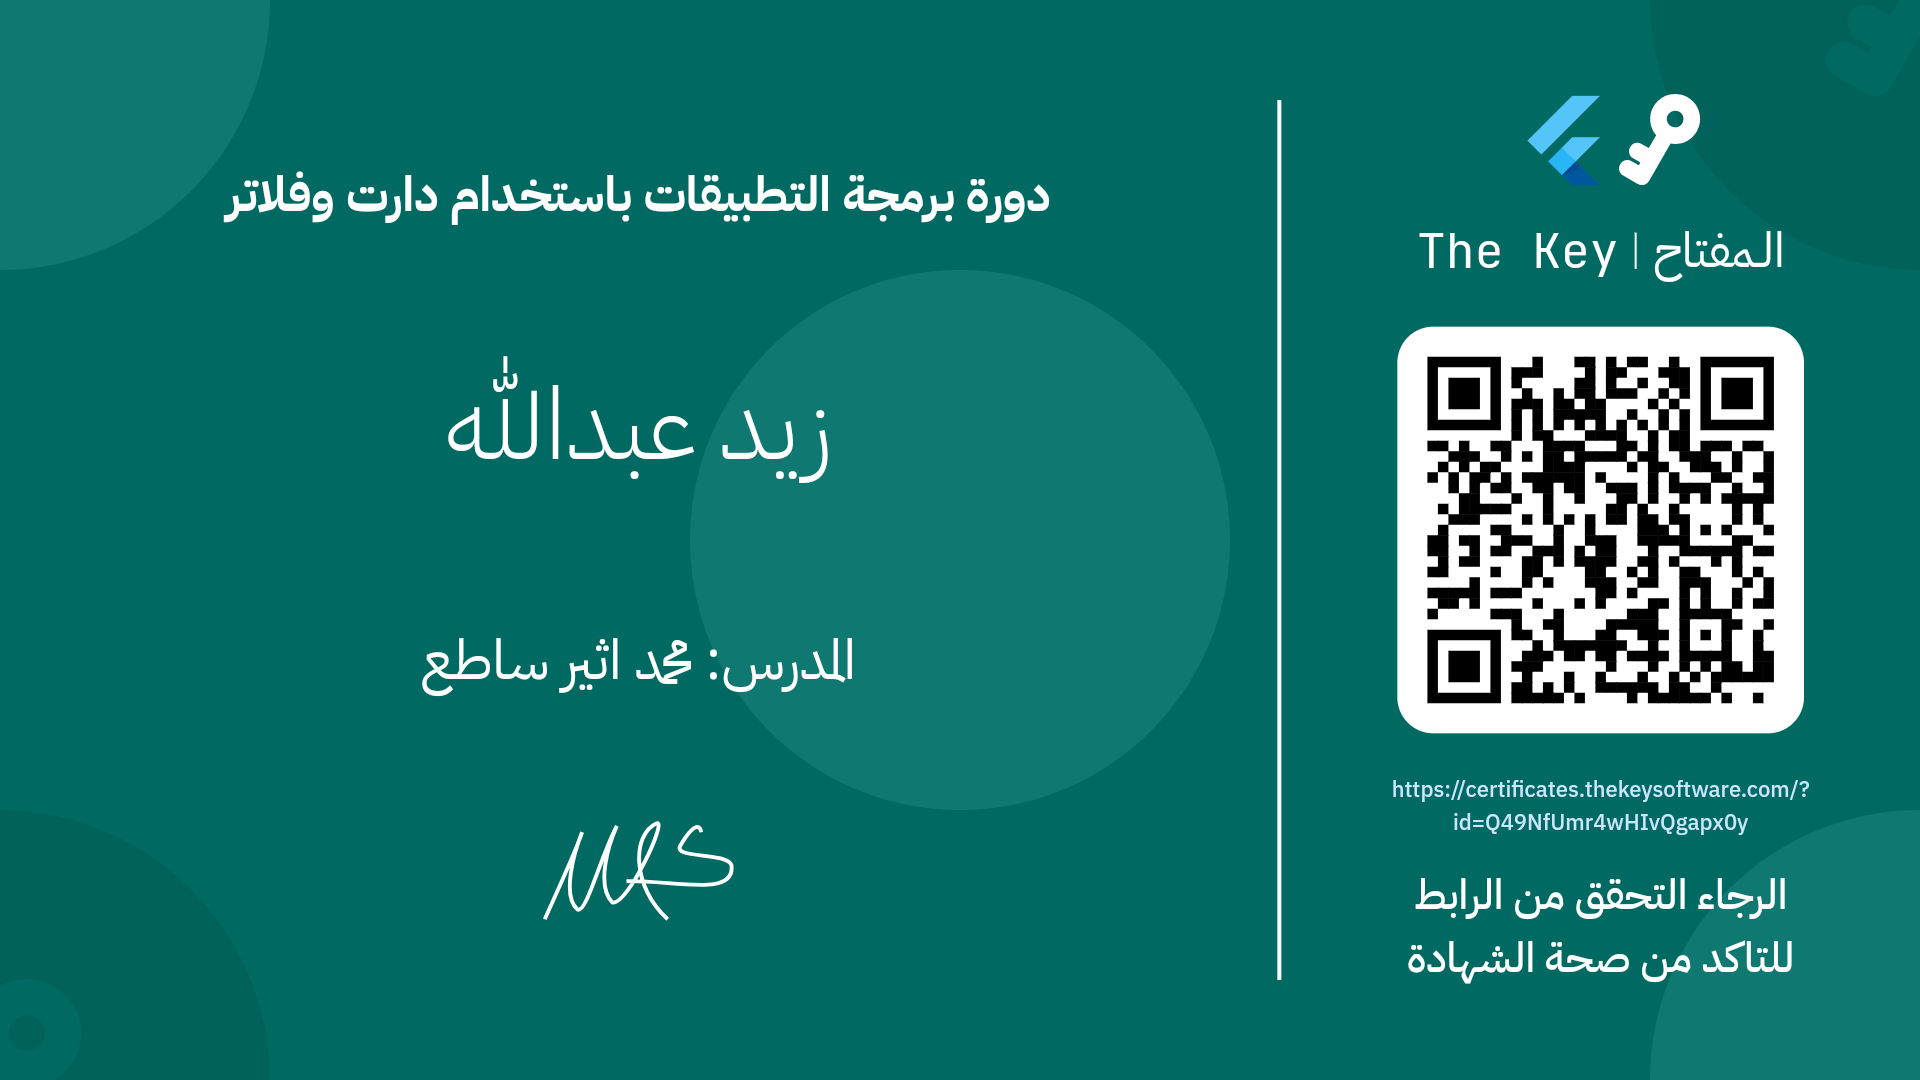 دورة برمجة التطبيقات باستخدام دارت وفلاتر
زيد عبدالله
المدرس: محمد اثير ساطع
المفتاح | The Key
https://certificates.thekeysoftware.com/?
id=Q49NfUmr4wHIvQgapx0y
الرجاء التحقق من الرابط
للتاكد من صحة الشهادة